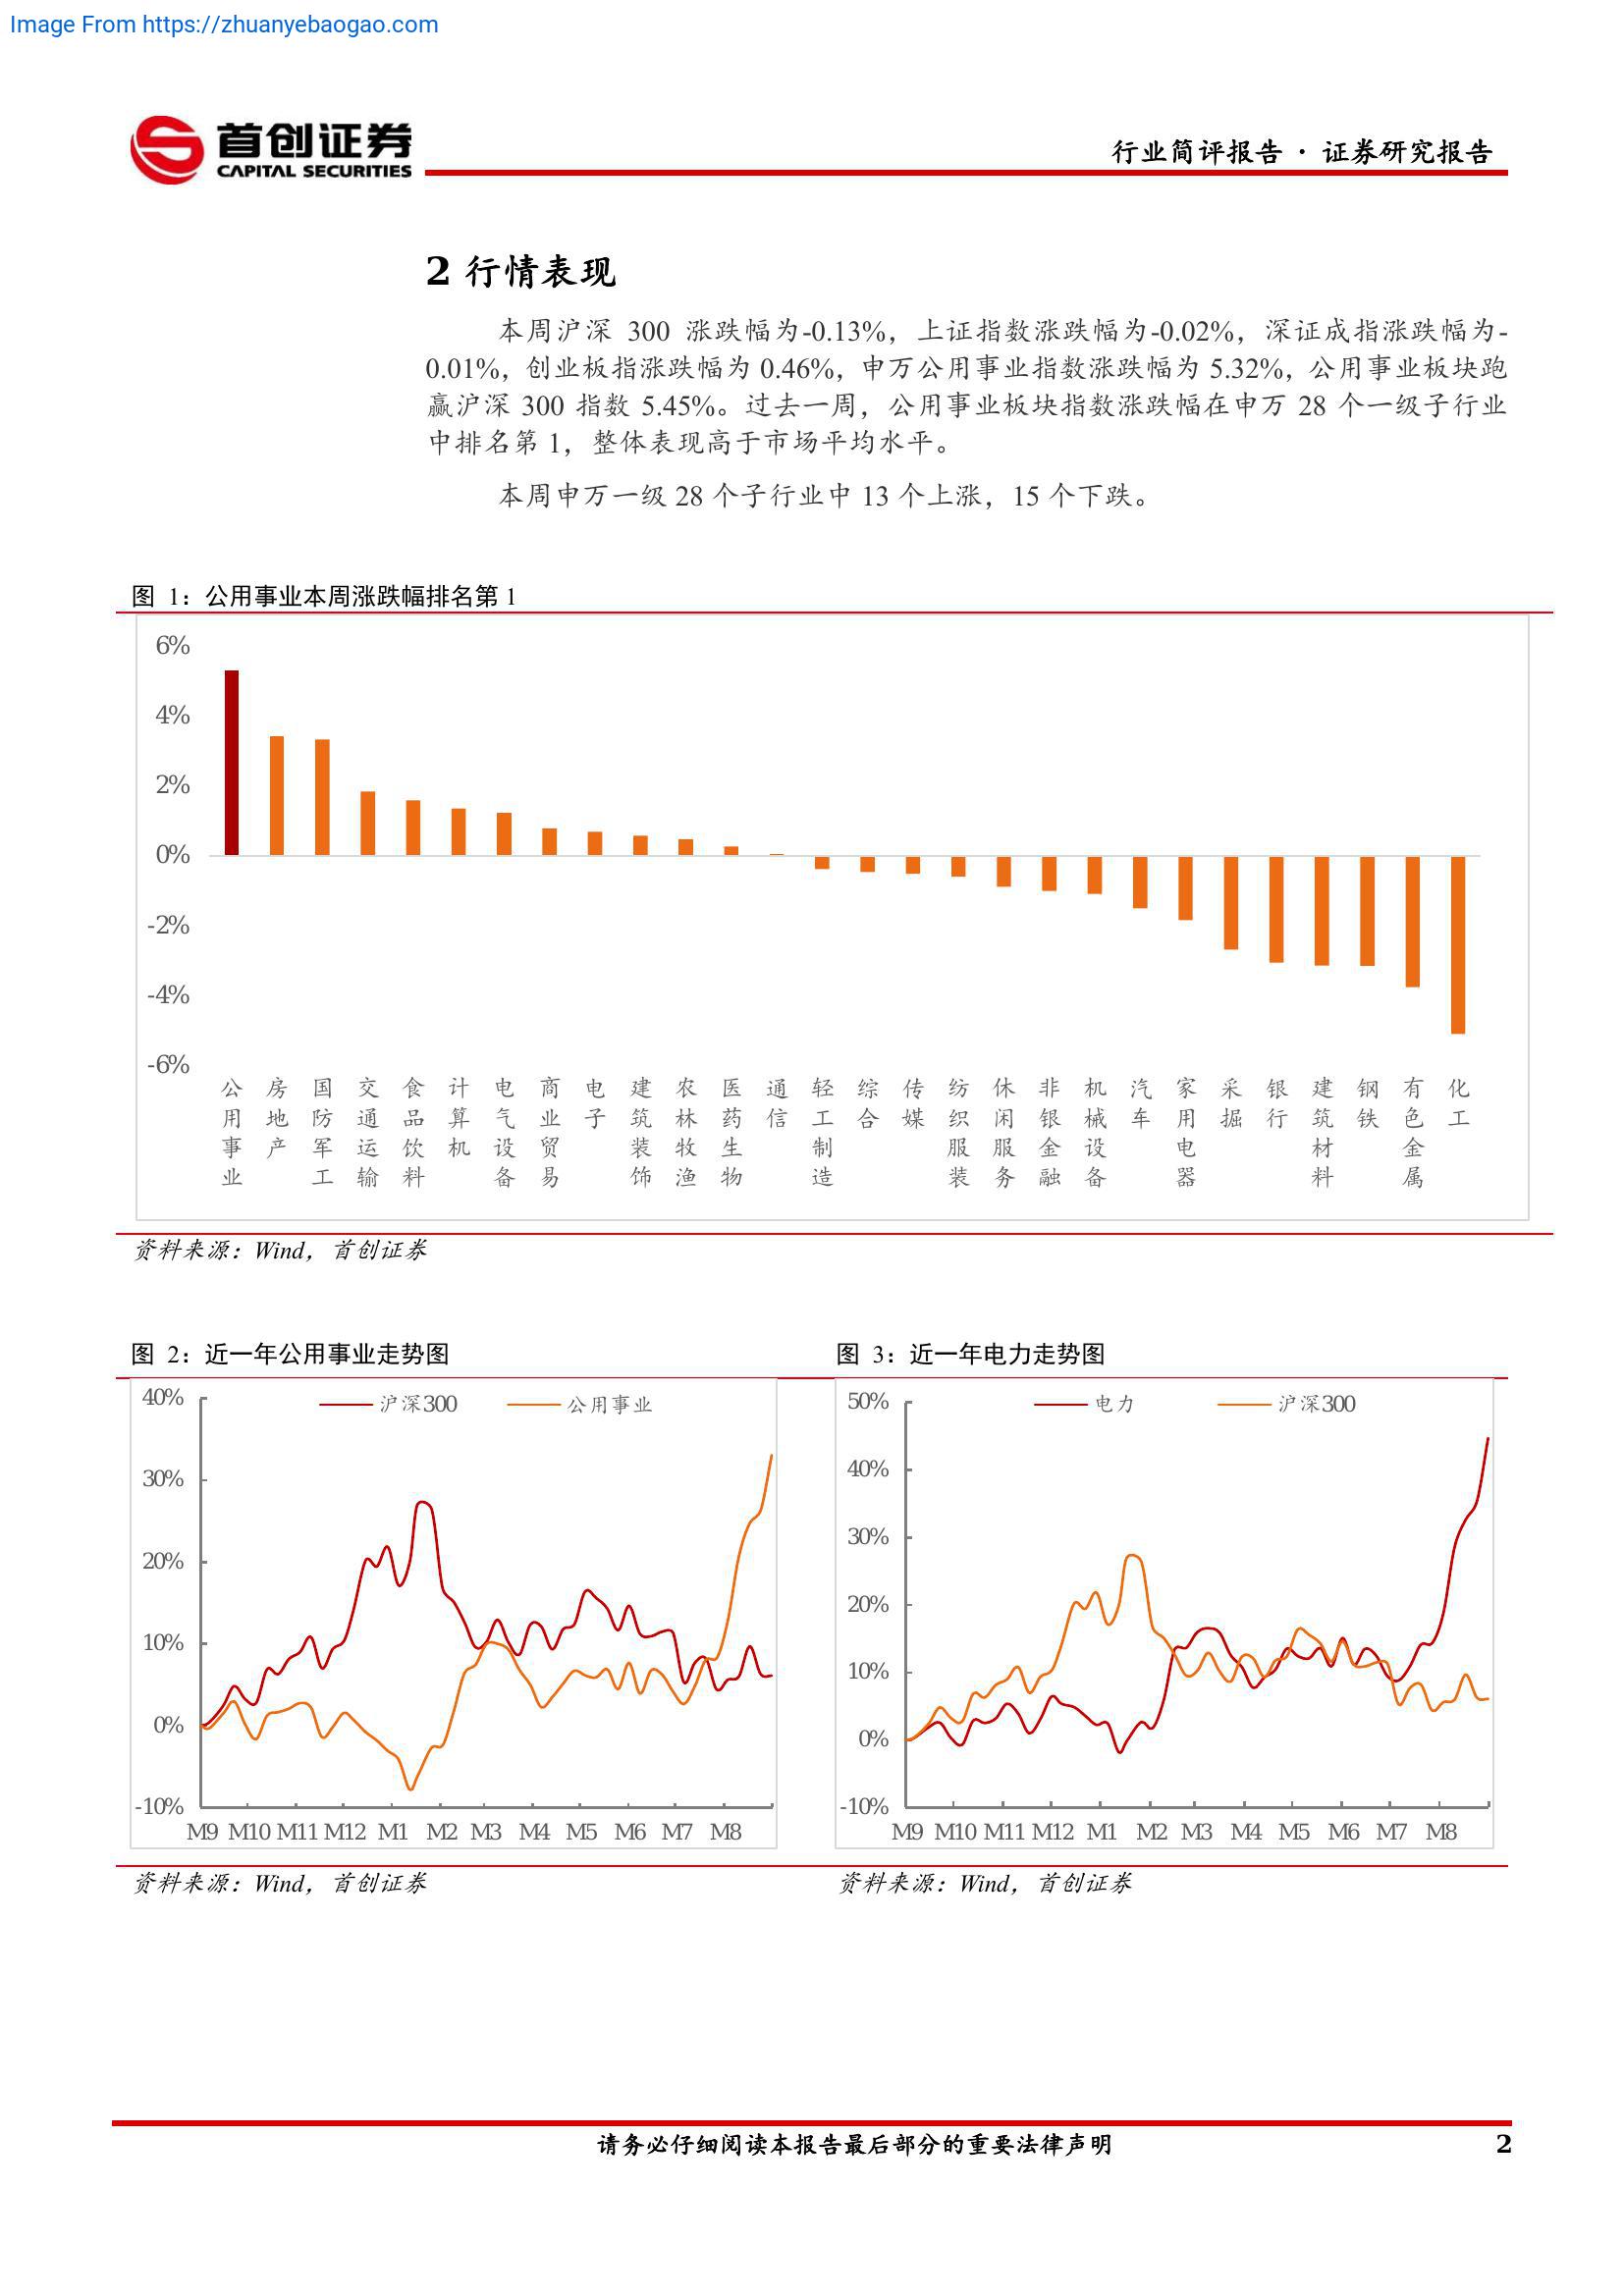 Image From https://zhuanyebaogao.com
首创证券
CAPITAL SECURITIES
行业简评报告 · 证券研究报告
2 行情表现
本周沪深 300 涨跌幅为-0.13%，上证指数涨跌幅为-0.02%，深证成指涨跌幅为-
0.01%，创业板指涨跌幅为 0.46%，申万公用事业指数涨跌幅为 5.32%，公用事业板块跑
赢沪深 300 指数 5.45%。过去一周，公用事业板块指数涨跌幅在申万 28 个一级子行业
中排名第 1，整体表现高于市场平均水平。
本周申万一级 28 个子行业中 13 个上涨，15 个下跌。
图 1：公用事业本周涨跌幅排名第 1
6%
4%
2%
0%
-2%
-4%
-6%
公用事业
房地产
国防军工
交通运输
食品饮料
计算机
电气设备
商业贸易
电子
建筑装饰
农林牧渔
医药生物
通信
轻工制造
综合
传媒
纺织服装
休闲服务
非银金融
机械设备
汽车
家用电器
采掘
银行
建筑材料
钢铁
有色金属
化工
资料来源：Wind，首创证券
图 2：近一年公用事业走势图
沪深300 公用事业
40%
30%
20%
10%
0%
-10%
M9 M10 M11 M12 M1 M2 M3 M4 M5 M6 M7 M8
资料来源：Wind，首创证券
图 3：近一年电力走势图
电力 沪深300
50%
40%
30%
20%
10%
0%
-10%
M9 M10 M11 M12 M1 M2 M3 M4 M5 M6 M7 M8
资料来源：Wind，首创证券
请务必仔细阅读本报告最后部分的重要法律声明
2